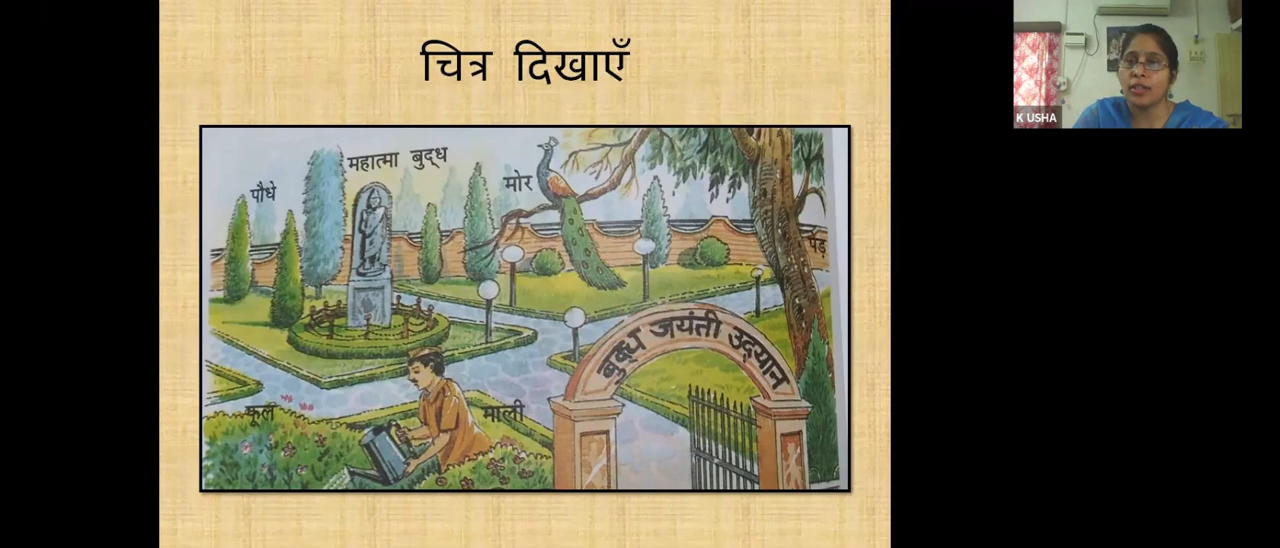 चित्र दिखाएँ
महात्मा बुद्ध
पौधे
मोर
पेड़
बुद्ध जयंती उद्यान
फूल
माली
K USHA